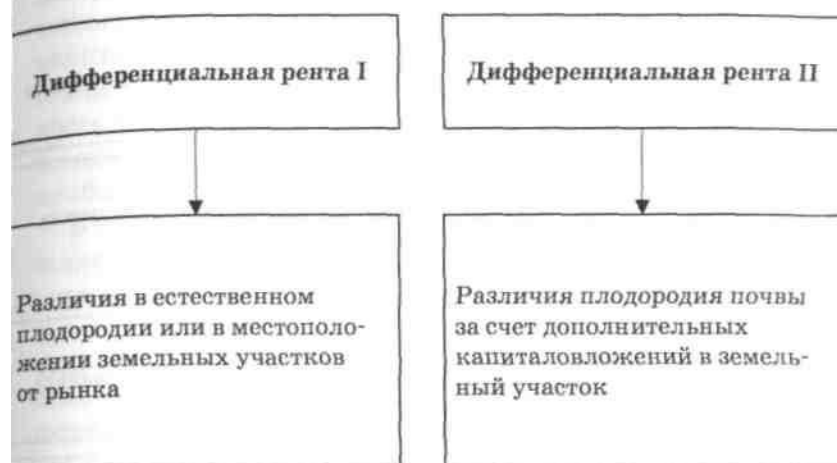 Дифференциальная рента I
Дифференциальная рента II
Различия в естественном
плодородии или в местополо-
жении земельных участков
от рынка
Различия плодородия почвы
за счет дополнительных
капиталовложений в земель-
ный участок